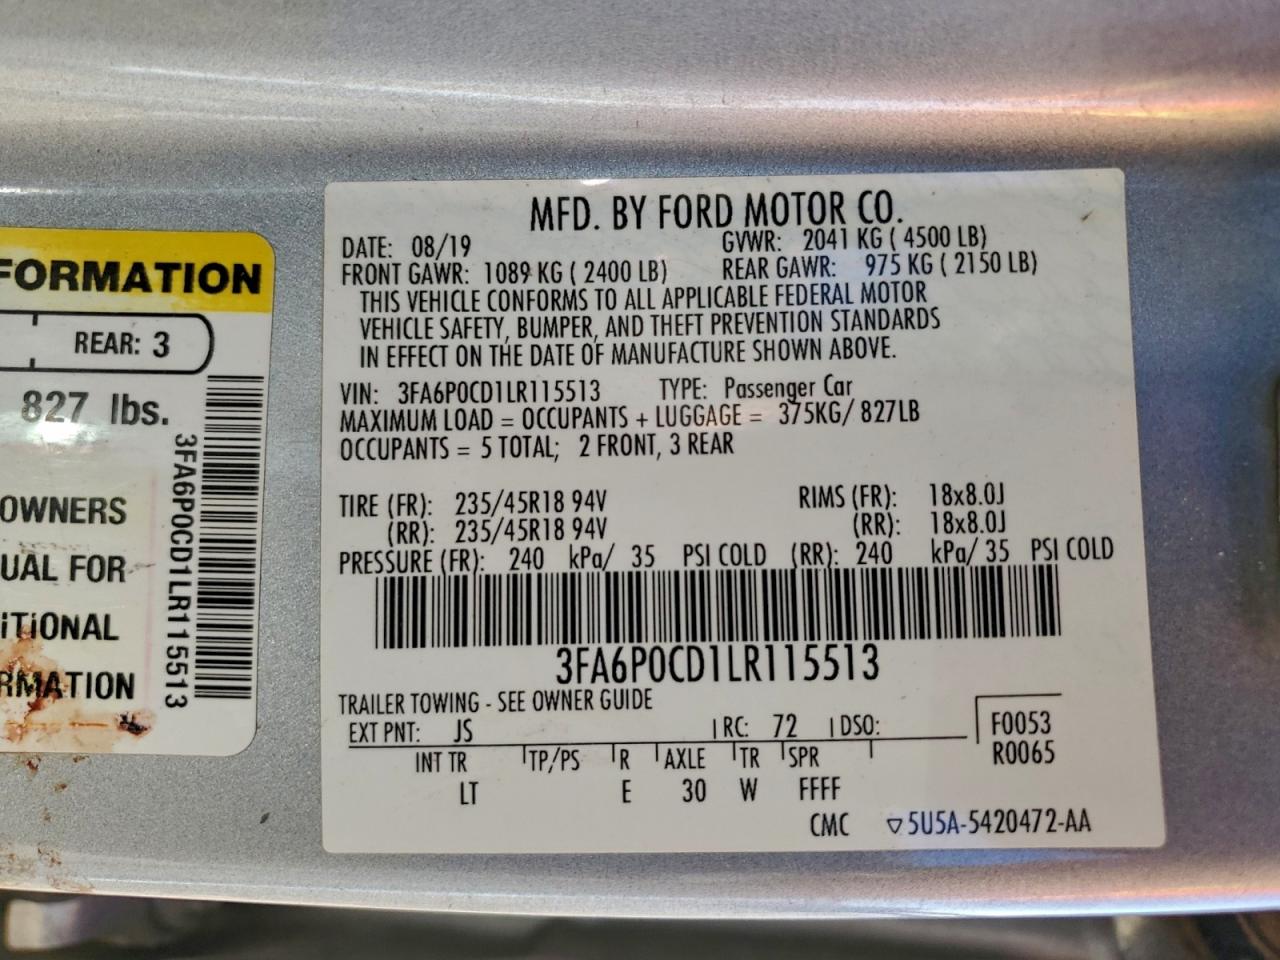 FORMATION
REAR: 3
827 lbs.
OWNERS
UAL FOR
iTiONAL
RMATION
3FA6P0CD1LR115513
MFD. BY FORD MOTOR CO.
DATE: 08/19 GVWR: 2041 KG ( 4500 LB)
FRONT GAWR: 1089 KG ( 2400 LB) REAR GAWR: 975 KG ( 2150 LB)
THIS VEHICLE CONFORMS TO ALL APPLICABLE FEDERAL MOTOR
VEHICLE SAFETY, BUMPER, AND THEFT PREVENTION STANDARDS
IN EFFECT ON THE DATE OF MANUFACTURE SHOWN ABOVE.
VIN: 3FA6P0CD1LR115513 TYPE: Passenger Car
MAXIMUM LOAD = OCCUPANTS + LUGGAGE = 375KG/ 827LB
OCCUPANTS = 5 TOTAL; 2 FRONT, 3 REAR
TIRE (FR): 235/45R18 94V RIMS (FR): 18x8.0J
(RR): 235/45R18 94V (RR): 18x8.0J
PRESSURE (FR): 240 kPa/ 35 PSI COLD (RR): 240 kPa/ 35 PSI COLD
3FA6P0CD1LR115513
TRAILER TOWING - SEE OWNER GUIDE
EXT PNT: JS RC: 72 DSO: F0053
INT TR TP/PS R AXLE TR SPR R0065
LT E 30 W FFFF
CMC ▽5U5A-5420472-AA